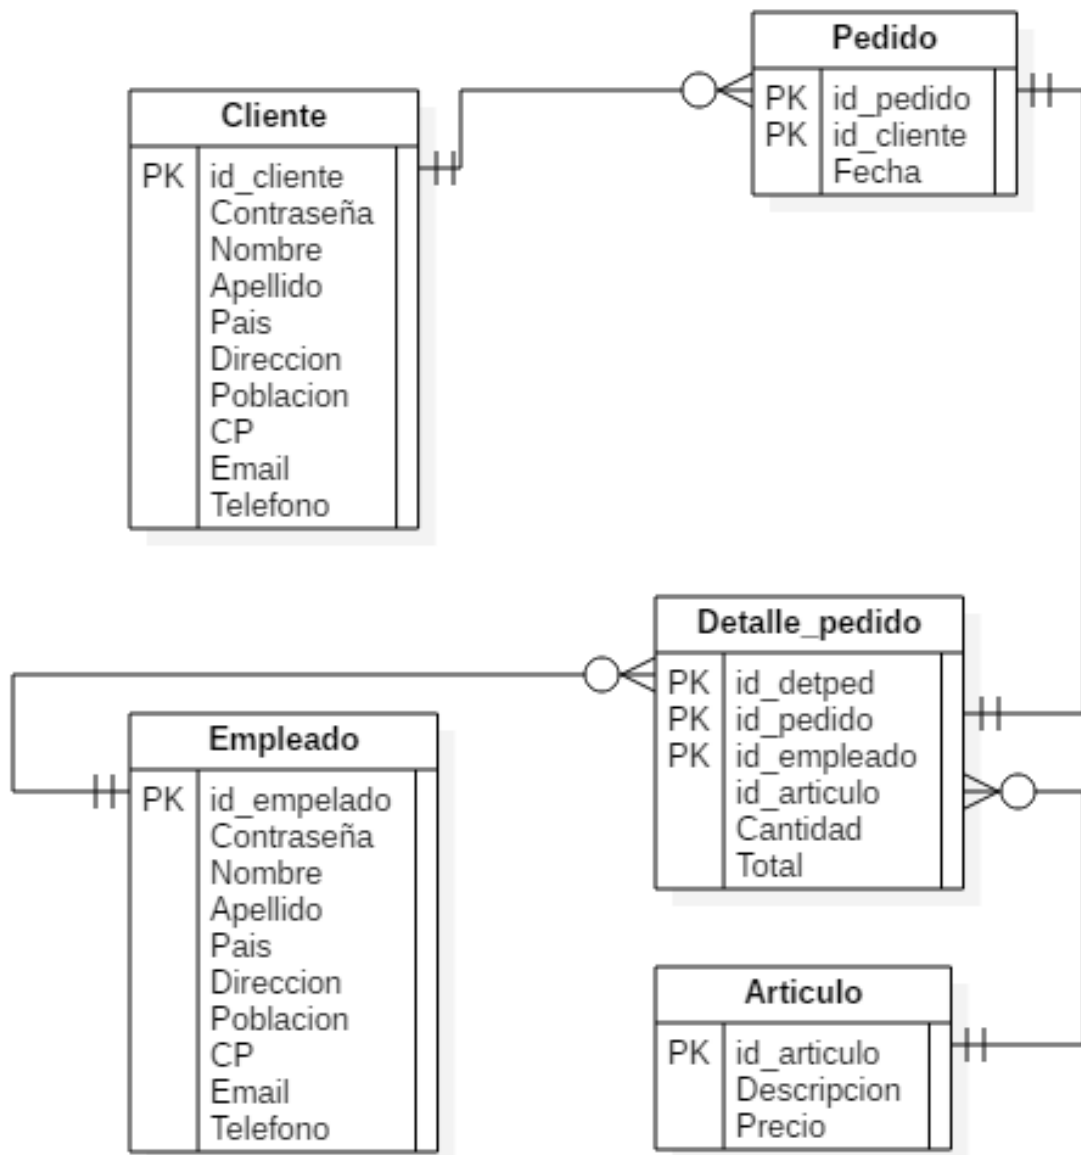 Pedido
PK id_pedido
PK id_cliente
Fecha
Cliente
PK id_cliente
Contraseña
Nombre
Apellido
Pais
Direccion
Poblacion
CP
Email
Telefono
Detalle_pedido
PK id_detped
PK id_pedido
PK id_empleado
id_articulo
Cantidad
Total
Empleado
PK id_empelado
Contraseña
Nombre
Apellido
Pais
Direccion
Poblacion
CP
Email
Telefono
Articulo
PK id_articulo
Descripcion
Precio